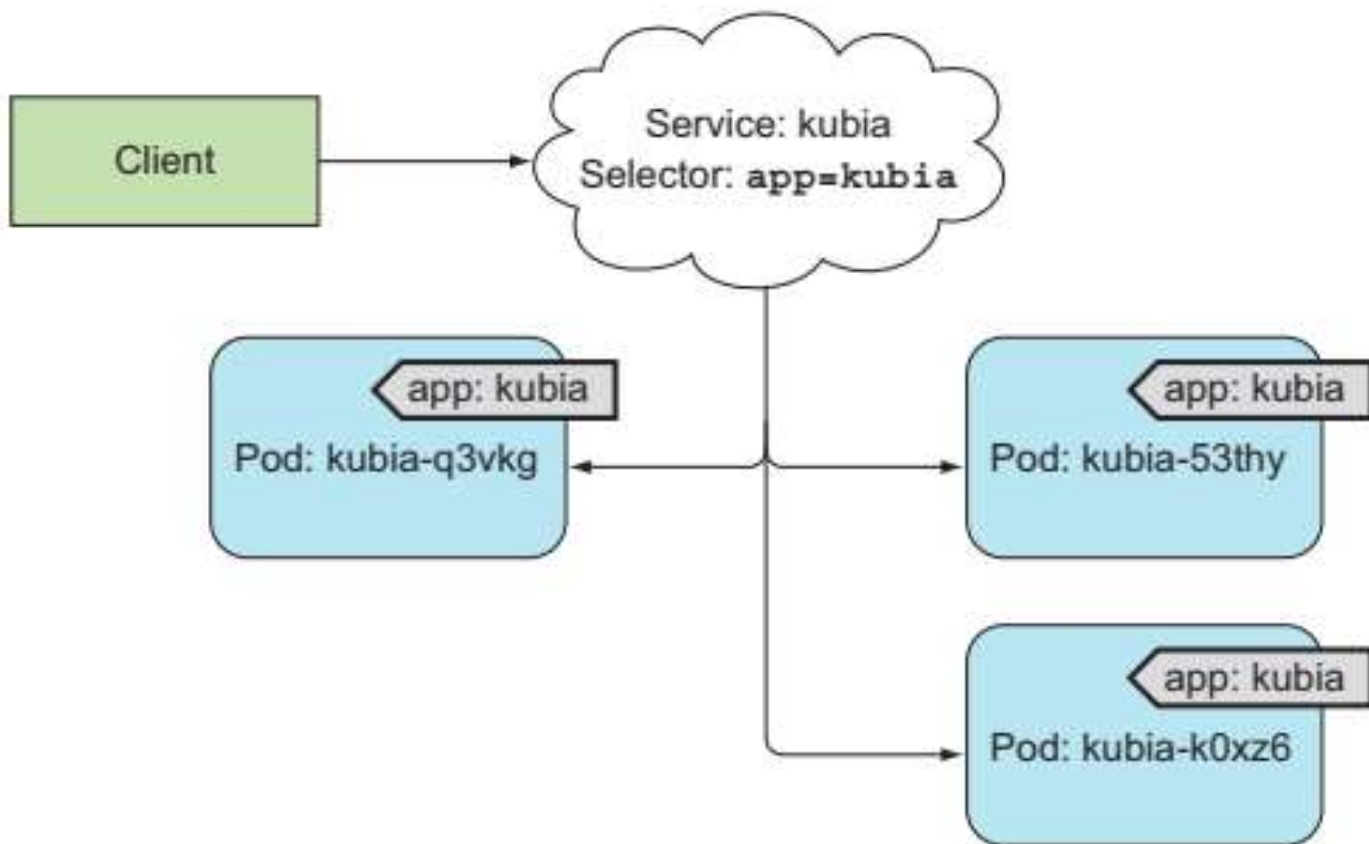 Client
Service: kubia
Selector: app=kubia
app: kubia
Pod: kubia-q3vkg
app: kubia
Pod: kubia-53thy
app: kubia
Pod: kubia-k0xz6